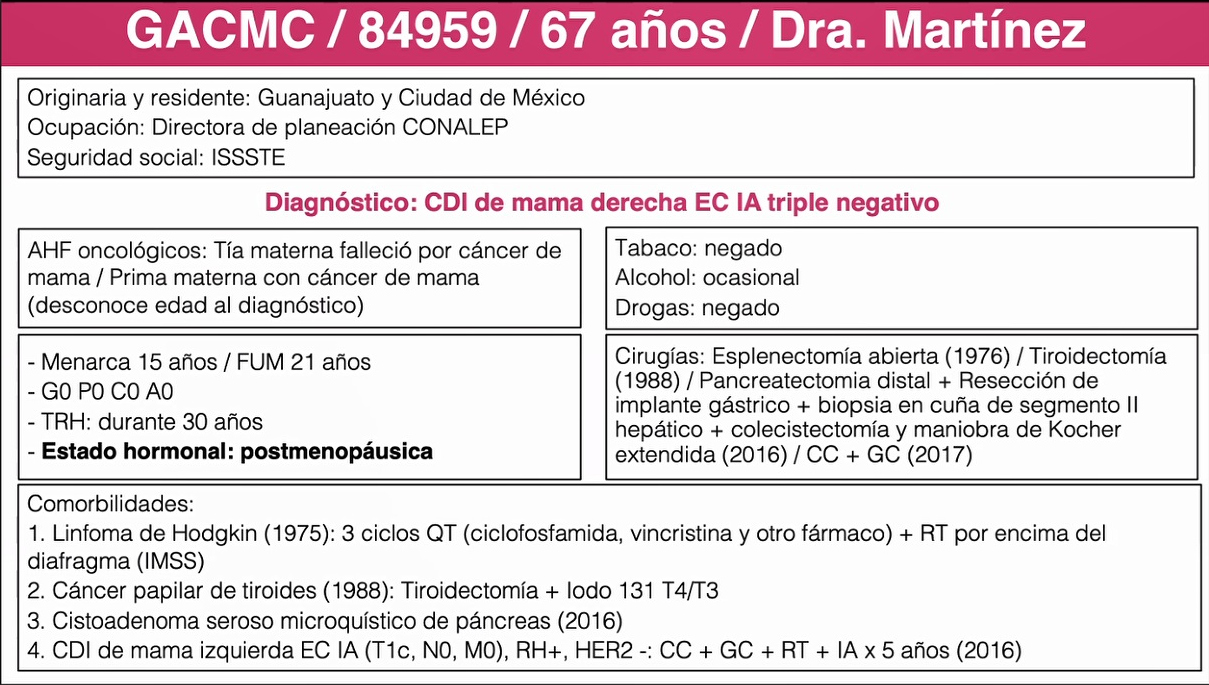 GACMC / 84959 / 67 años / Dra. Martínez
Originaria y residente: Guanajuato y Ciudad de México
Ocupación: Directora de planeación CONALEP
Seguridad social: ISSSTE
Diagnóstico: CDI de mama derecha EC IA triple negativo
AHF oncológicos: Tía materna falleció por cáncer de
mama / Prima materna con cáncer de mama
(desconoce edad al diagnóstico)
Tabaco: negado
Alcohol: ocasional
Drogas: negado
- Menarca 15 años / FUM 21 años
- G0 P0 C0 A0
- TRH: durante 30 años
- Estado hormonal: postmenopáusica
Cirugías: Esplenectomía abierta (1976) / Tiroidectomía
(1988) / Pancreatectomia distal + Resección de
implante gástrico + biopsia en cuña de segmento II
hepático + colecistectomía y maniobra de Kocher
extendida (2016) / CC + GC (2017)
Comorbilidades:
1. Linfoma de Hodgkin (1975): 3 ciclos QT (ciclofosfamida, vincristina y otro fármaco) + RT por encima del
diafragma (IMSS)
2. Cáncer papilar de tiroides (1988): Tiroidectomía + Iodo 131 T4/T3
3. Cistoadenoma seroso microquístico de páncreas (2016)
4. CDI de mama izquierda EC IA (T1c, N0, M0), RH+, HER2 -: CC + GC + RT + IA x 5 años (2016)